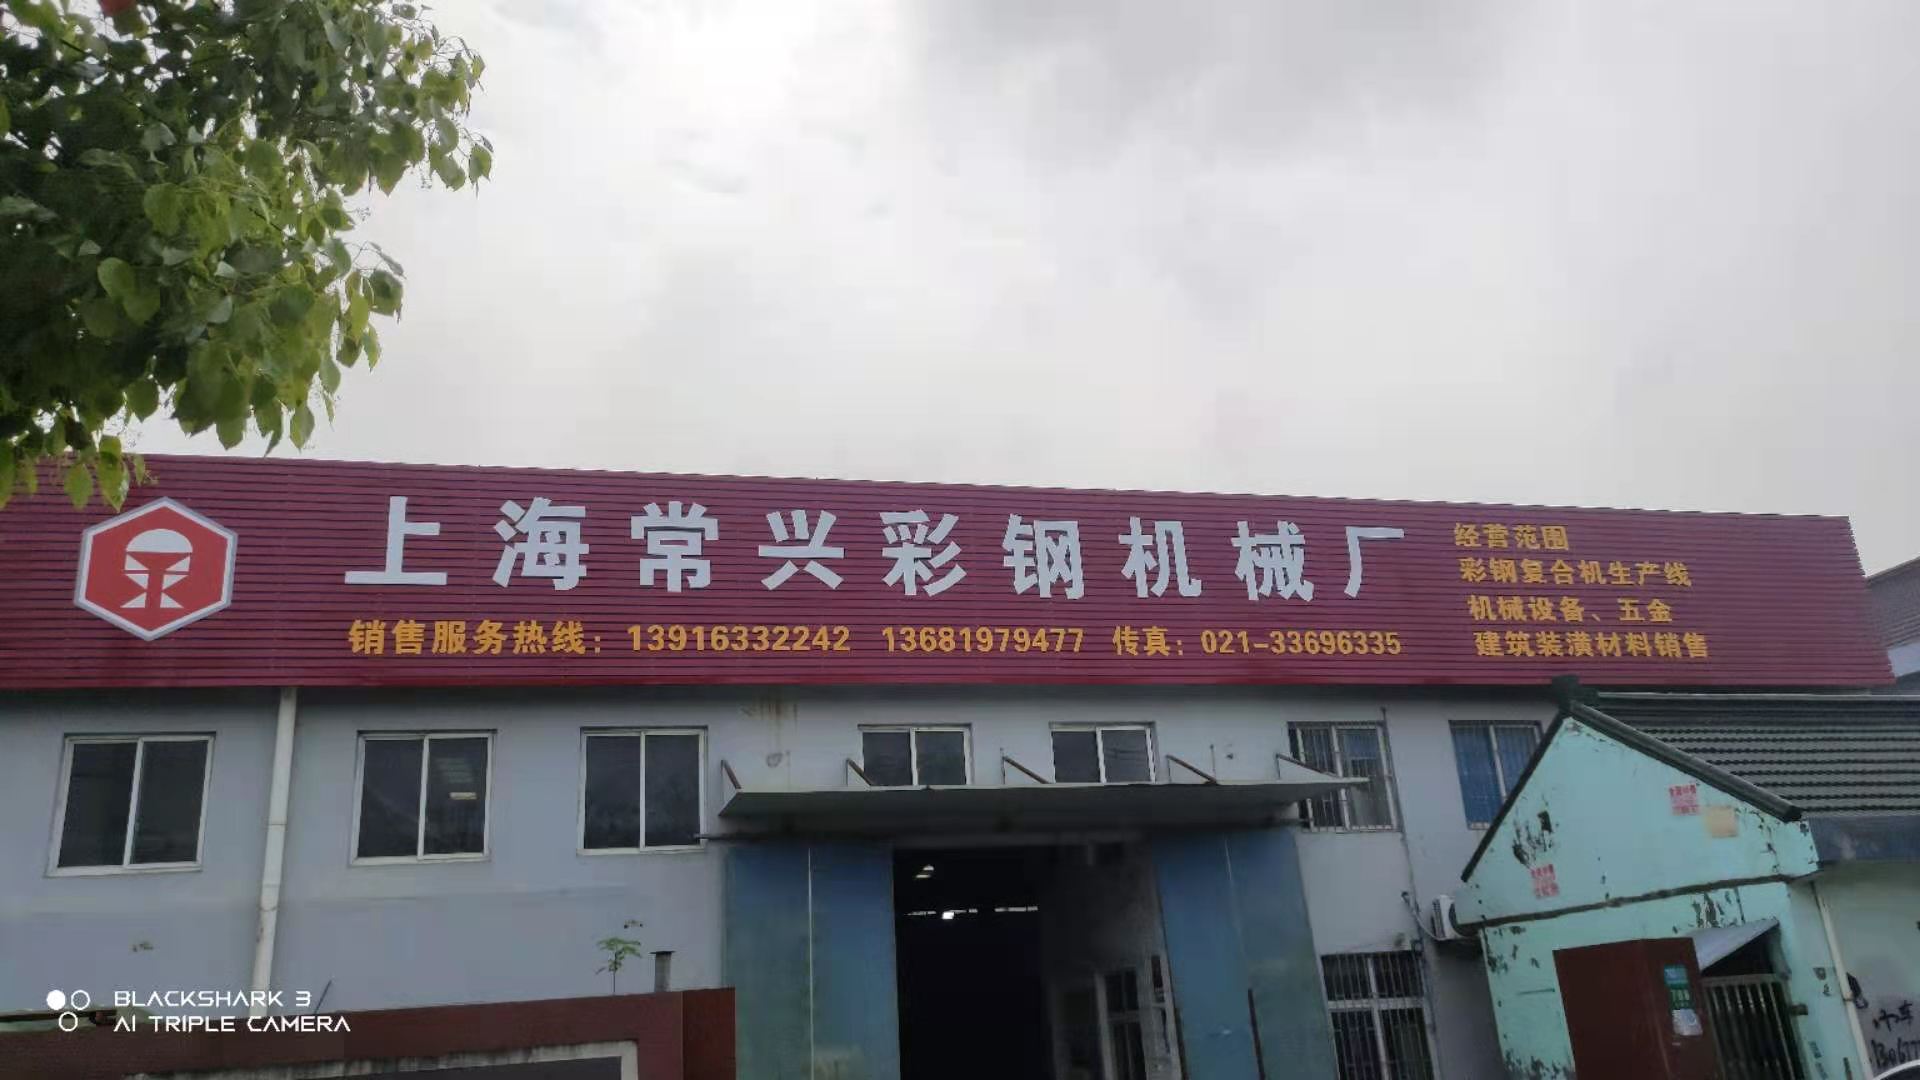 上海常兴彩钢机械厂
销售服务热线：13916332242 13681979477 传真：021-33696335
经营范围
彩钢复合机生产线
机械设备、五金
建筑装潢材料销售
BLACKSHARK 3
AI TRIPLE CAMERA